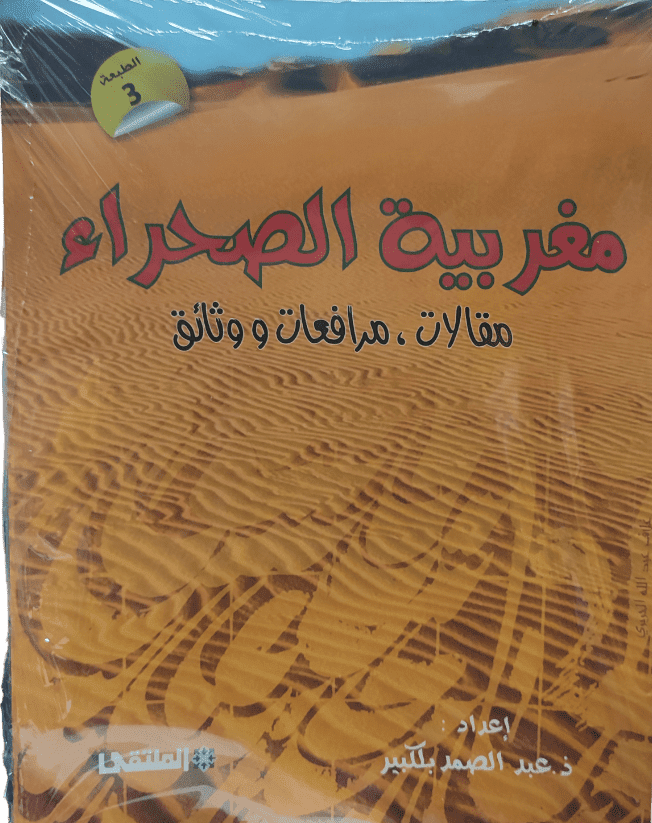 الطبعة
3
مغربية الصحراء
مقالات، مرافعات و وثائق
إعداد :
ذ. عبد الصمد بلكبير
الملتقى